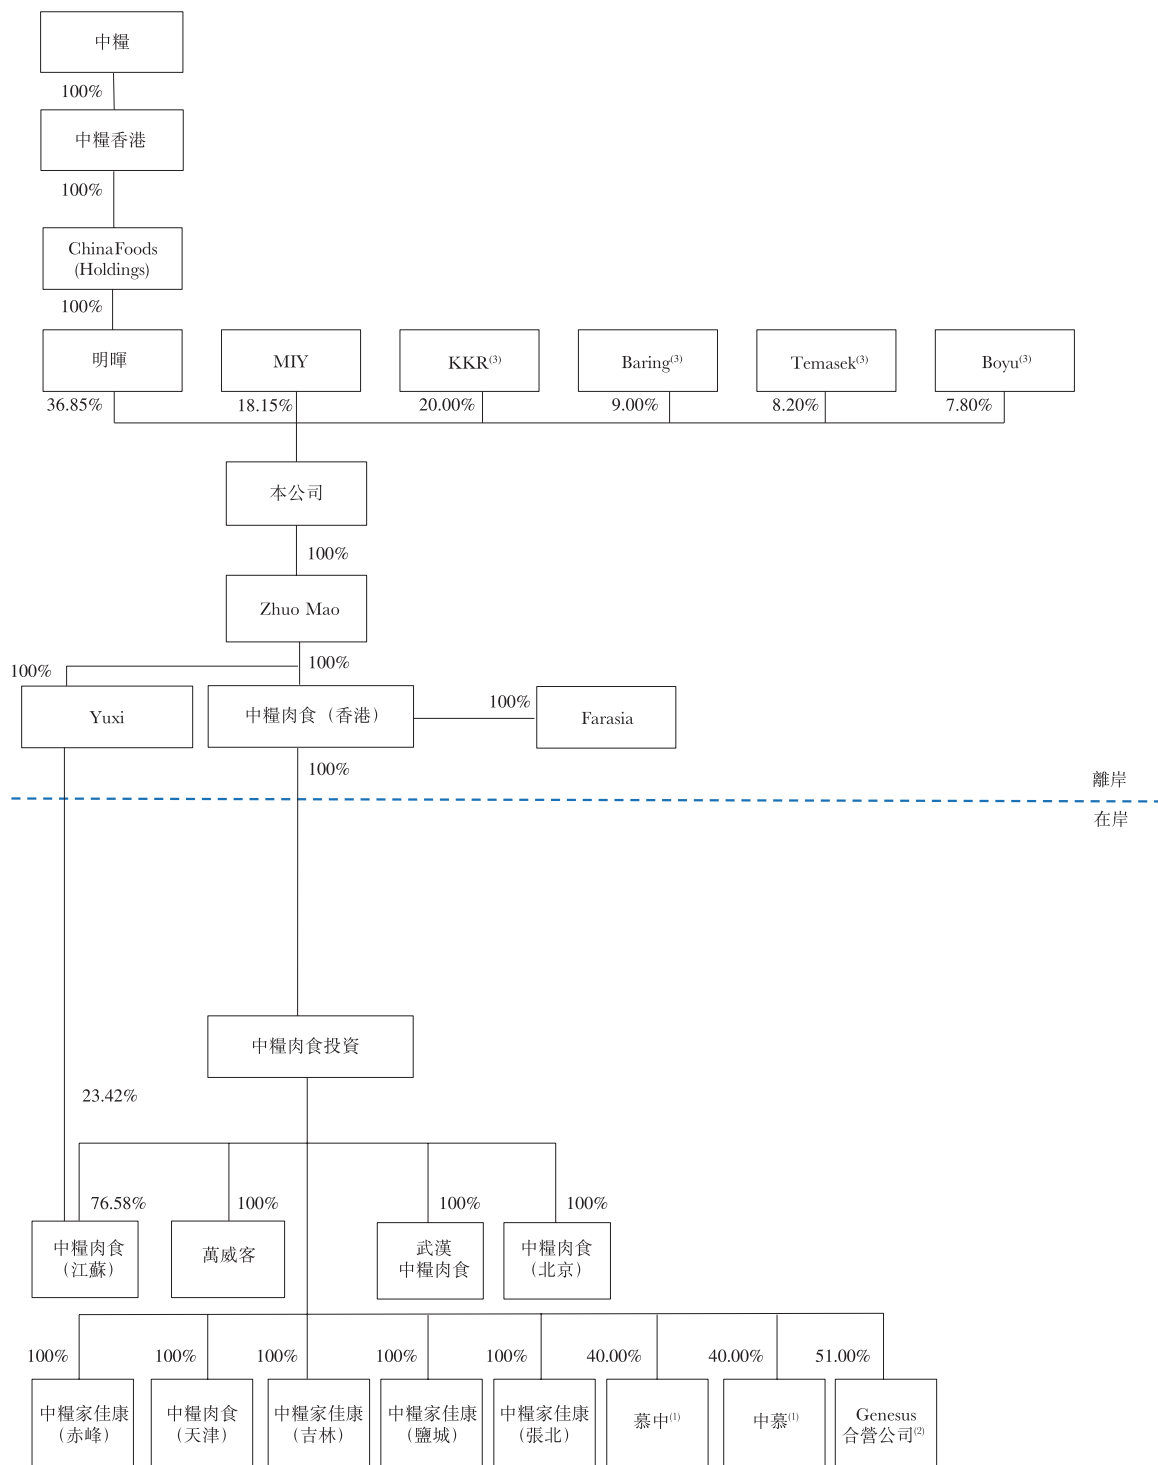 中糧
100%
中糧香港
100%
ChinaFoods
(Holdings)
100%
明暉
MIY
KKR(3)
Baring(3)
Temasek(3)
Boyu(3)
36.85%
18.15%
20.00%
9.00%
8.20%
7.80%
本公司
100%
Zhuo Mao
100%
100%
Yuxi
中糧肉食（香港）
100%
Farasia
100%
離岸
在岸
中糧肉食投資
23.42%
76.58%
100%
100%
100%
中糧肉食
（江蘇）
萬威客
武漢
中糧肉食
中糧肉食
（北京）
100%
100%
100%
100%
100%
40.00%
40.00%
51.00%
中糧家佳康
（赤峰）
中糧肉食
（天津）
中糧家佳康
（吉林）
中糧家佳康
（鹽城）
中糧家佳康
（張北）
慕中(1)
中慕(1)
Genesus
合營公司(2)